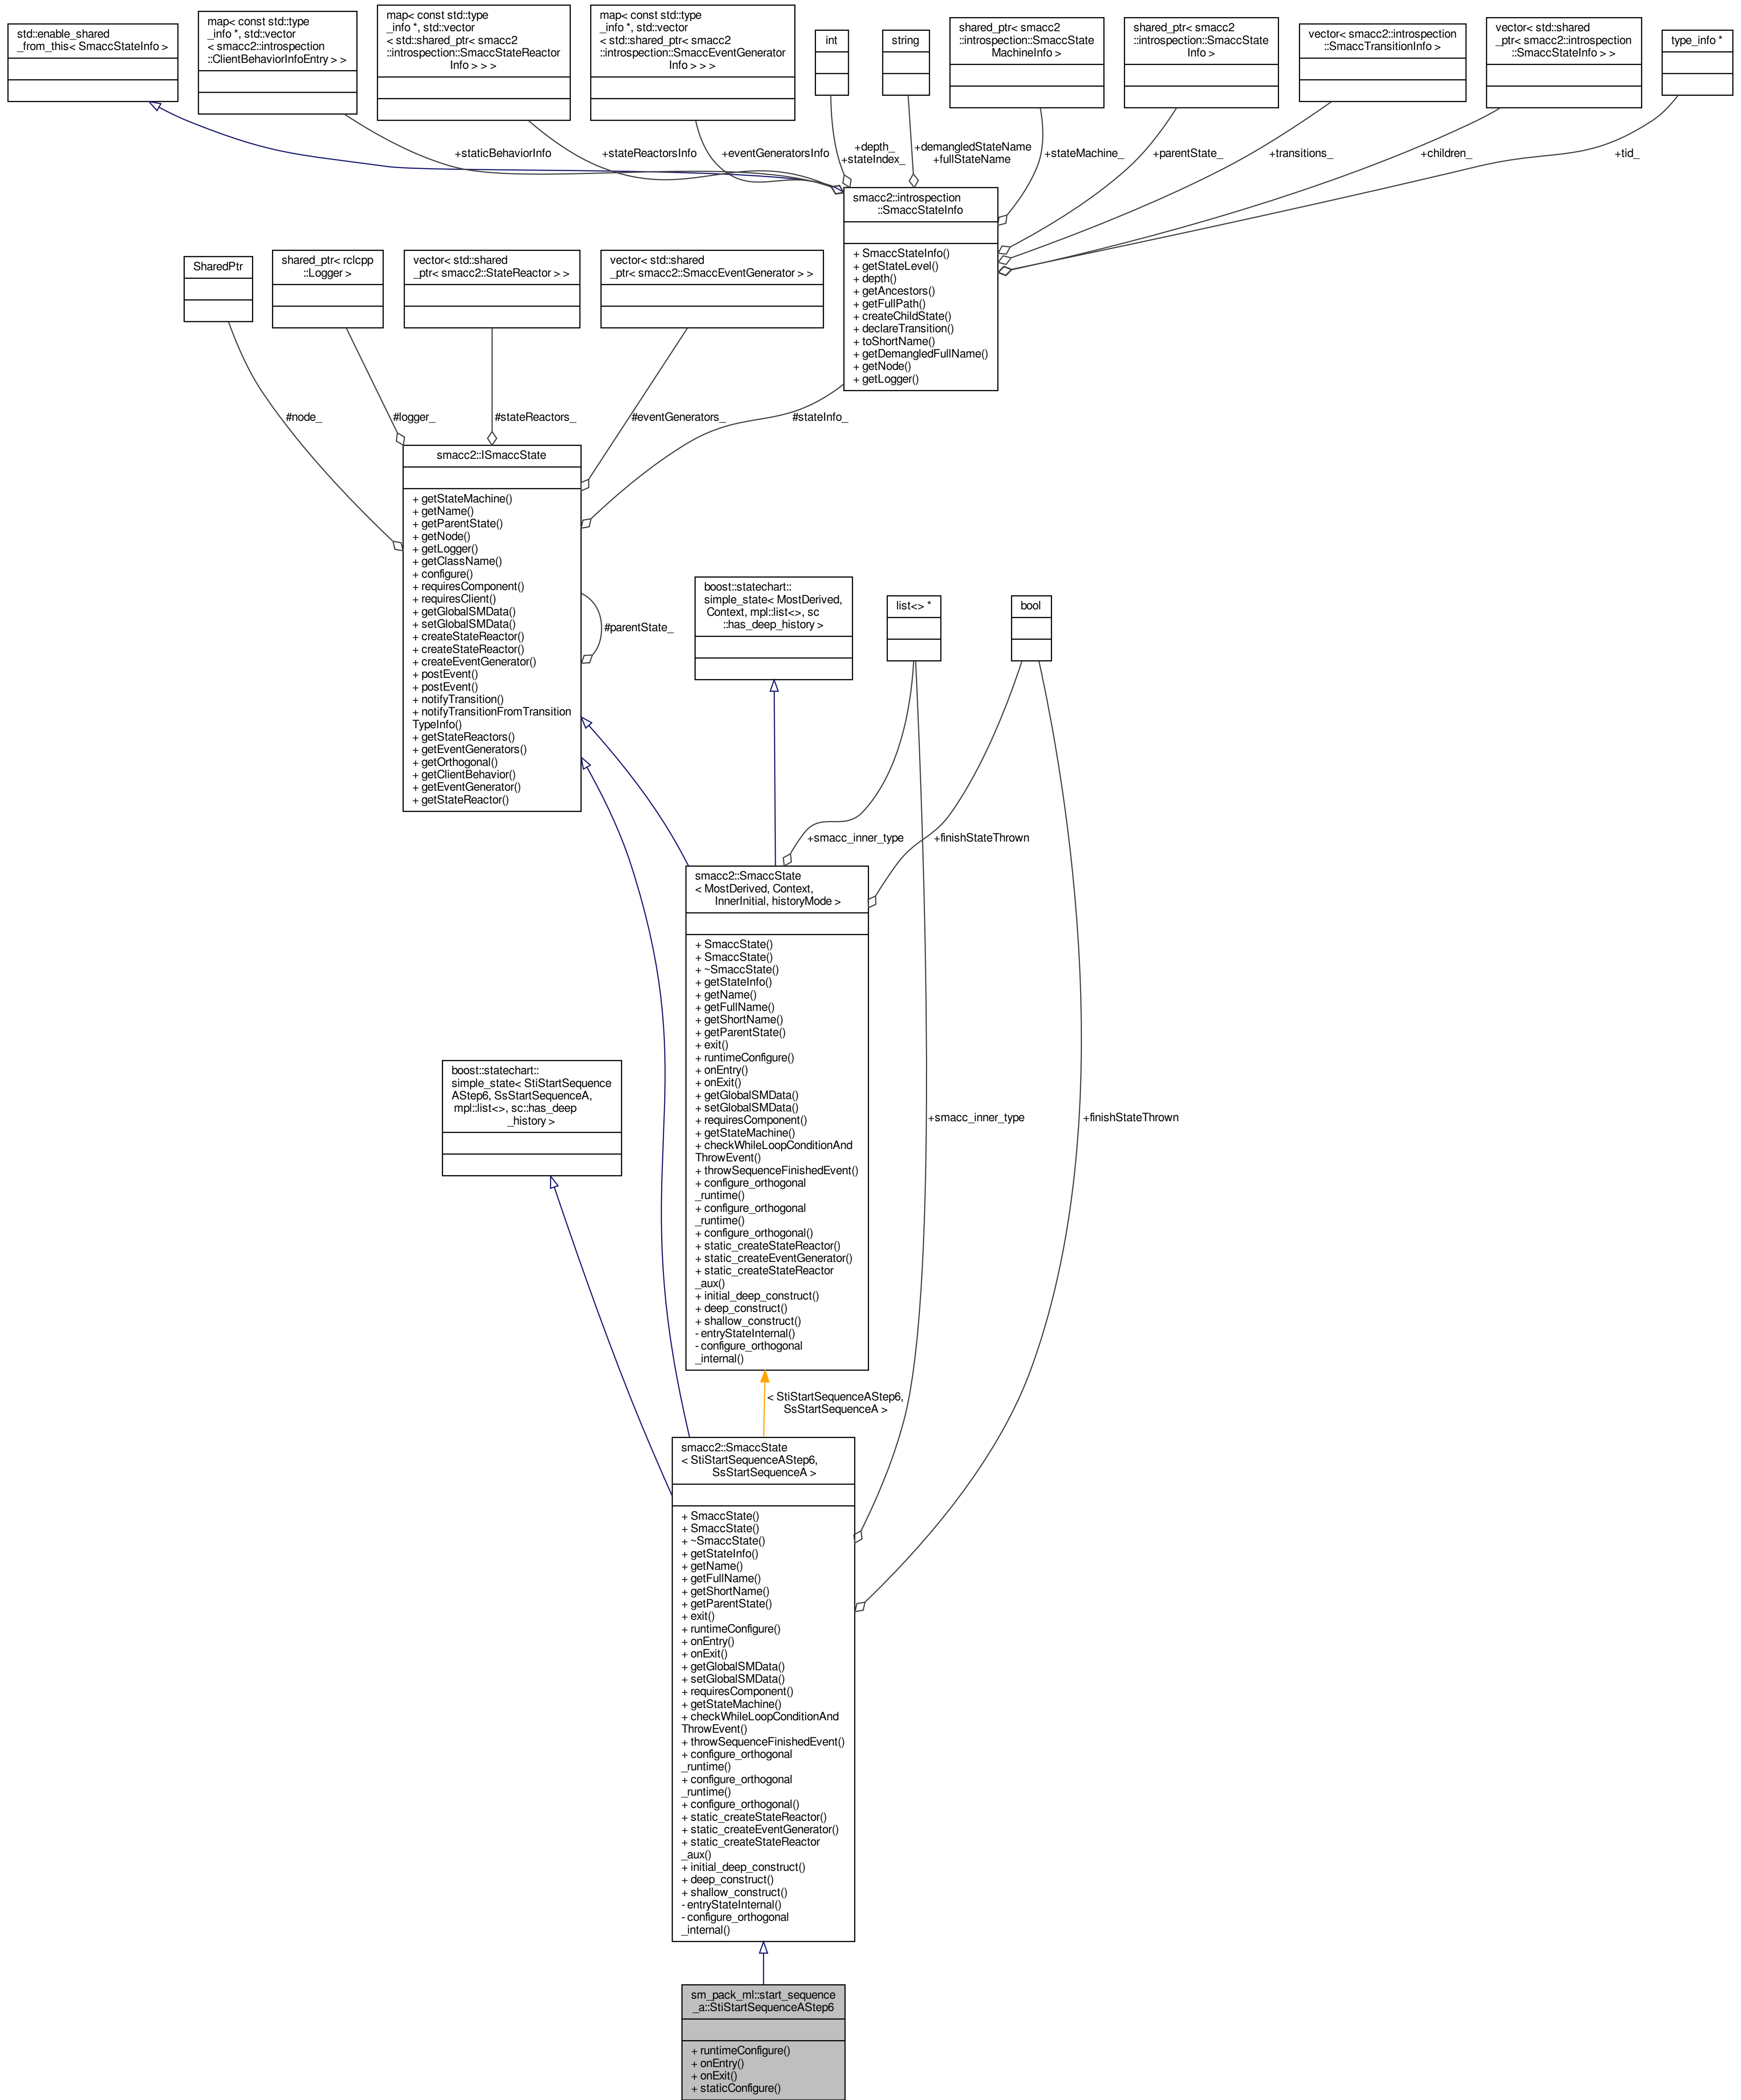 std::enable_shared
_from_this< SmaccStateInfo >
map< const std::type
_info *, std::vector
< smacc2::introspection
::ClientBehaviorInfoEntry > >
map< const std::type
_info *, std::vector
< std::shared_ptr< smacc2
::introspection::SmaccStateReactor
Info > > >
map< const std::type
_info *, std::vector
< std::shared_ptr< smacc2
::introspection::SmaccEventGenerator
Info > > >
int
string
shared_ptr< smacc2
::introspection::SmaccState
MachineInfo >
shared_ptr< smacc2
::introspection::SmaccState
Info >
vector< smacc2::introspection
::SmaccTransitionInfo >
vector< std::shared
_ptr< smacc2::introspection
::SmaccStateInfo > >
type_info *
+staticBehaviorInfo
+stateReactorsInfo
+eventGeneratorsInfo
+depth_
+stateIndex_
+demangledStateName
+fullStateName
+stateMachine_
+parentState_
+transitions_
+children_
+tid_
smacc2::introspection
::SmaccStateInfo
+ SmaccStateInfo()
+ getStateLevel()
+ depth()
+ getAncestors()
+ getFullPath()
+ createChildState()
+ declareTransition()
+ toShortName()
+ getDemangledFullName()
+ getNode()
+ getLogger()
SharedPtr
shared_ptr< rclcpp
::Logger >
vector< std::shared
_ptr< smacc2::StateReactor > >
vector< std::shared
_ptr< smacc2::SmaccEventGenerator > >
#node_
#logger_
#stateReactors_
#eventGenerators_
#stateInfo_
smacc2::ISmaccState
+ getStateMachine()
+ getName()
+ getParentState()
+ getNode()
+ getLogger()
+ getClassName()
+ configure()
+ requiresComponent()
+ requiresClient()
+ getGlobalSMData()
+ setGlobalSMData()
+ createStateReactor()
+ createStateReactor()
+ createEventGenerator()
+ postEvent()
+ postEvent()
+ notifyTransition()
+ notifyTransitionFromTransition
TypeInfo()
+ getStateReactors()
+ getEventGenerators()
+ getOrthogonal()
+ getClientBehavior()
+ getEventGenerator()
+ getStateReactor()
#parentState_
boost::statechart::
simple_state< MostDerived,
Context, mpl::list<>, sc
::has_deep_history >
list<> *
bool
+smacc_inner_type
+finishStateThrown
smacc2::SmaccState
< MostDerived, Context,
InnerInitial, historyMode >
+ SmaccState()
+ SmaccState()
+ ~SmaccState()
+ getStateInfo()
+ getName()
+ getFullName()
+ getShortName()
+ getParentState()
+ exit()
+ runtimeConfigure()
+ onEntry()
+ onExit()
+ getGlobalSMData()
+ setGlobalSMData()
+ requiresComponent()
+ getStateMachine()
+ checkWhileLoopConditionAnd
ThrowEvent()
+ throwSequenceFinishedEvent()
+ configure_orthogonal
_runtime()
+ configure_orthogonal
_runtime()
+ configure_orthogonal()
+ static_createStateReactor()
+ static_createEventGenerator()
+ static_createStateReactor
_aux()
+ initial_deep_construct()
+ deep_construct()
+ shallow_construct()
- entryStateInternal()
- configure_orthogonal
_internal()
boost::statechart::
simple_state< StiStartSequence
AStep6, SsStartSequenceA,
mpl::list<>, sc::has_deep
_history >
+smacc_inner_type
+finishStateThrown
< StiStartSequenceAStep6,
SsStartSequenceA >
smacc2::SmaccState
< StiStartSequenceAStep6,
SsStartSequenceA >
+ SmaccState()
+ SmaccState()
+ ~SmaccState()
+ getStateInfo()
+ getName()
+ getFullName()
+ getShortName()
+ getParentState()
+ exit()
+ runtimeConfigure()
+ onEntry()
+ onExit()
+ getGlobalSMData()
+ setGlobalSMData()
+ requiresComponent()
+ getStateMachine()
+ checkWhileLoopConditionAnd
ThrowEvent()
+ throwSequenceFinishedEvent()
+ configure_orthogonal
_runtime()
+ configure_orthogonal
_runtime()
+ configure_orthogonal()
+ static_createStateReactor()
+ static_createEventGenerator()
+ static_createStateReactor
_aux()
+ initial_deep_construct()
+ deep_construct()
+ shallow_construct()
- entryStateInternal()
- configure_orthogonal
_internal()
sm_pack_ml::start_sequence
_a::StiStartSequenceAStep6
+ runtimeConfigure()
+ onEntry()
+ onExit()
+ staticConfigure()